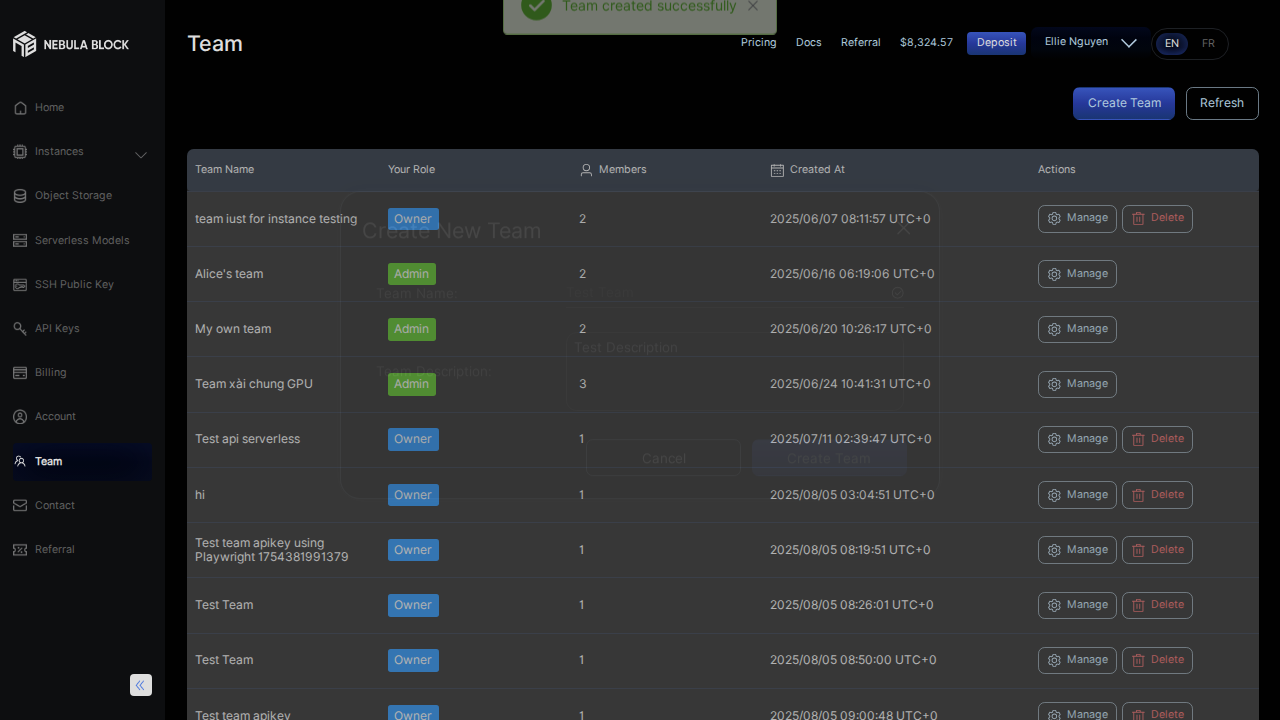 Team created successfully
NEBULA BLOCK
Team
Pricing
Docs
Referral
$8,324.57
Deposit
Ellie Nguyen
EN
FR
Home
Instances
Object Storage
Serverless Models
SSH Public Key
API Keys
Billing
Account
Team
Contact
Referral
Create Team
Refresh
Team Name
Your Role
Members
Created At
Actions
team iust for instance testing
Owner
2
2025/06/07 08:11:57 UTC+0
Manage
Delete
Alice's team
Admin
2
2025/06/16 06:19:06 UTC+0
Manage
My own team
Admin
2
2025/06/20 10:26:17 UTC+0
Manage
Team xài chung GPU
Admin
3
2025/06/24 10:41:31 UTC+0
Manage
Test api serverless
Owner
1
2025/07/11 02:39:47 UTC+0
Manage
Delete
hi
Owner
1
2025/08/05 03:04:51 UTC+0
Manage
Delete
Test team apikey using
Playwright 1754381991379
Owner
1
2025/08/05 08:19:51 UTC+0
Manage
Delete
Test Team
Owner
1
2025/08/05 08:26:01 UTC+0
Manage
Delete
Test Team
Owner
1
2025/08/05 08:50:00 UTC+0
Manage
Delete
Test team apikey
Owner
1
2025/08/05 09:00:48 UTC+0
Manage
Delete
Create New Team
Team Name
Test Description
Team Description:
Cancel
Create Team